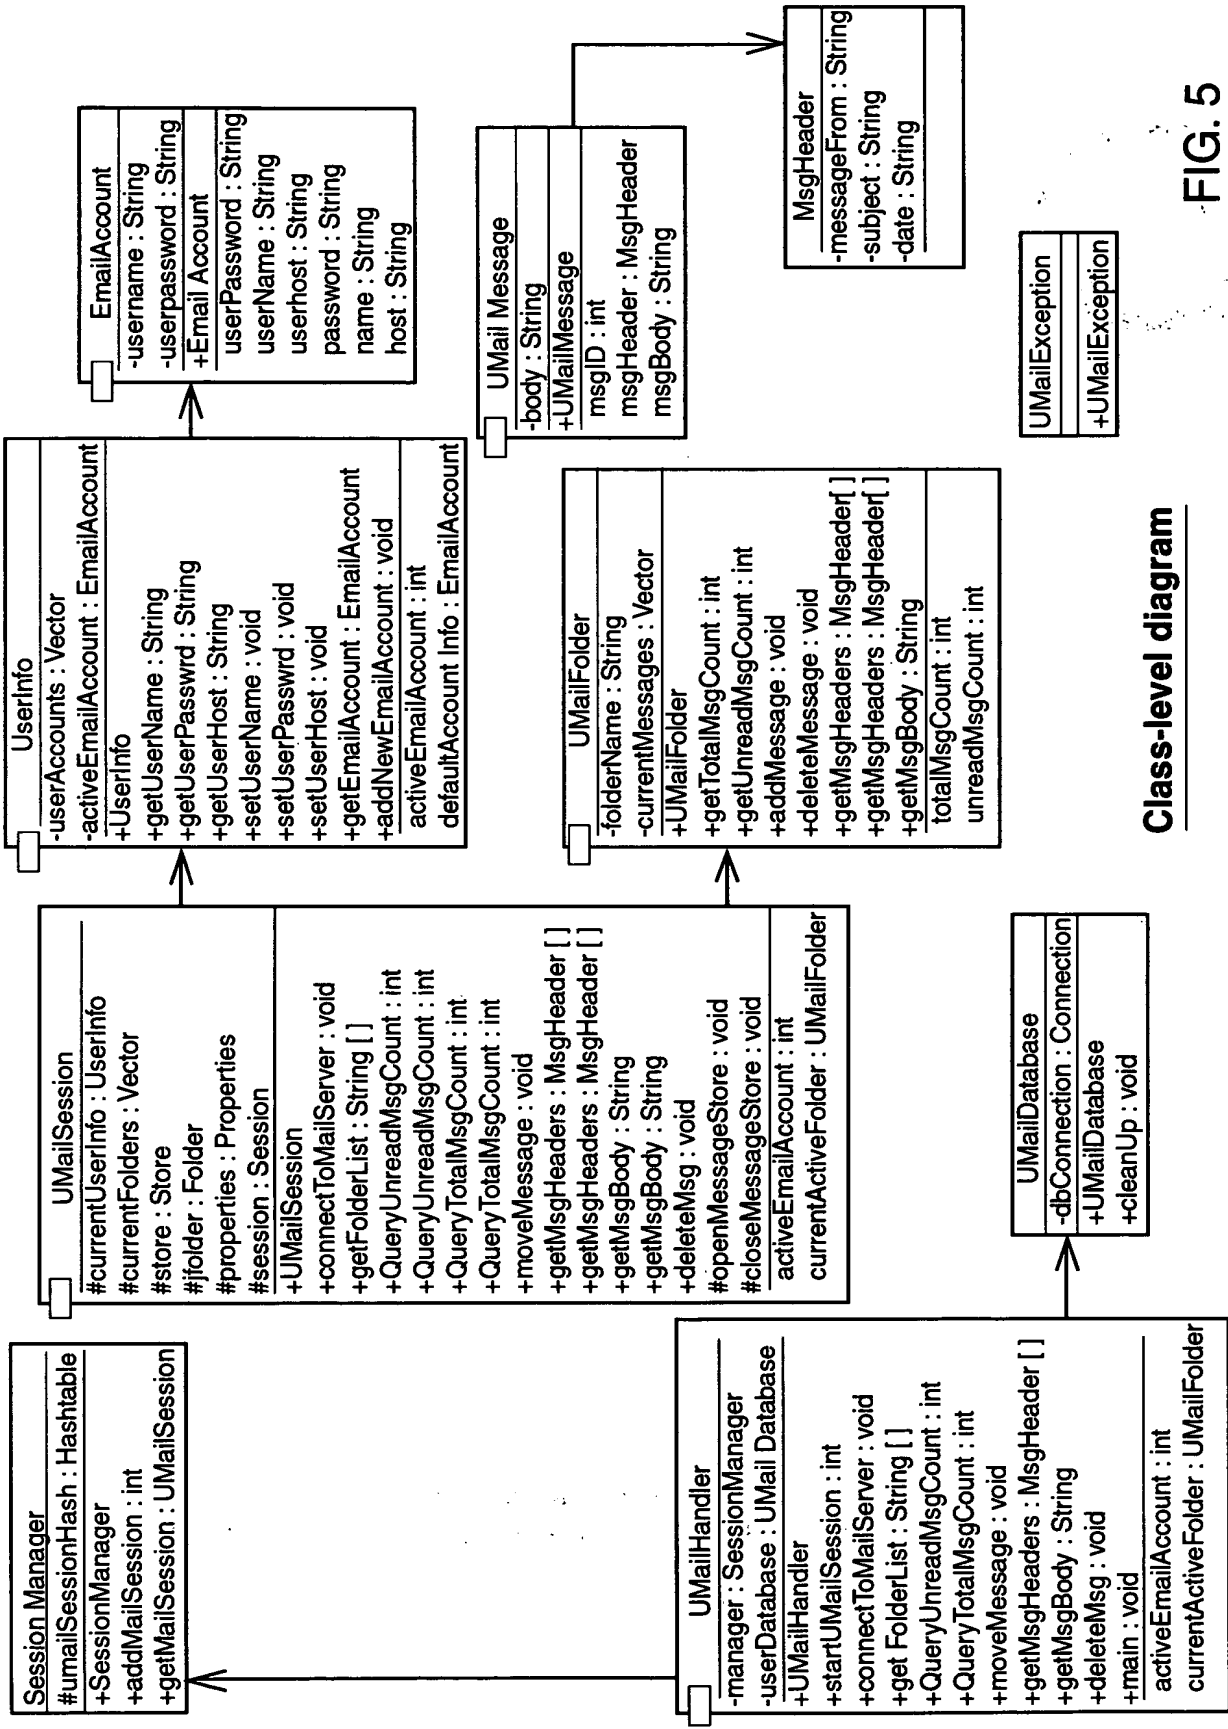 Session Manager
#umailSessionHash : Hashtable
+SessionManager
+addMailSession : int
+getMailSession : UMailSession
UMailSession
#currentUserInfo : UserInfo
#currentFolders : Vector
#store : Store
#jfolder : Folder
#properties : Properties
#session : Session
+UMailSession
+connectToMailServer : void
+getFolderList : String [ ]
+QueryUnreadMsgCount : int
+QueryUnreadMsgCount : int
+QueryTotalMsgCount : int
+QueryTotalMsgCount : int
+moveMessage : void
+getMsgHeaders : MsgHeader [ ]
+getMsgHeaders : MsgHeader [ ]
+getMsgBody : String
+getMsgBody : String
+deleteMsg : void
#openMessageStore : void
#closeMessageStore : void
activeEmailAccount : int
currentActiveFolder : UMailFolder
UserInfo
-userAccounts : Vector
-activeEmailAccount : EmailAccount
+UserInfo
+getUserName : String
+getUserPasswrd : String
+getUserHost : String
+setUserName : void
+setUserPasswrd : void
+setUserHost : void
+getEmailAccount : EmailAccount
+addNewEmailAccount : void
activeEmailAccount : int
defaultAccount Info : EmailAccount
EmailAccount
-username : String
-userpassword : String
+Email Account
userPassword : String
userName : String
userhost : String
password : String
name : String
host : String
UMailHandler
-manager : SessionManager
-userDatabase : UMail Database
+UMailHandler
+startUMailSession : int
+connectToMailServer : void
+get FolderList : String [ ]
+QueryUnreadMsgCount : int
+QueryTotalMsgCount : int
+moveMessage : void
+getMsgHeaders : MsgHeader [ ]
+getMsgBody : String
+deleteMsg : void
+main : void
activeEmailAccount : int
currentActiveFolder : UMailFolder
UMailDatabase
-dbConnection : Connection
+UMailDatabase
+cleanUp : void
UMailFolder
-folderName : String
-currentMessages : Vector
+UMailFolder
+getTotalMsgCount : int
+getUnreadMsgCount : int
+addMessage : void
+deleteMessage : void
+getMsgHeaders : MsgHeader[ ]
+getMsgHeaders : MsgHeader[ ]
+getMsgBody : String
totalMsgCount : int
unreadMsgCount : int
UMail Message
-body : String
+UMailMessage
msgID : int
msgHeader : MsgHeader
msgBody : String
MsgHeader
-messageFrom : String
-subject : String
-date : String
UMailException
+UMailException
Class-level diagram
FIG. 5